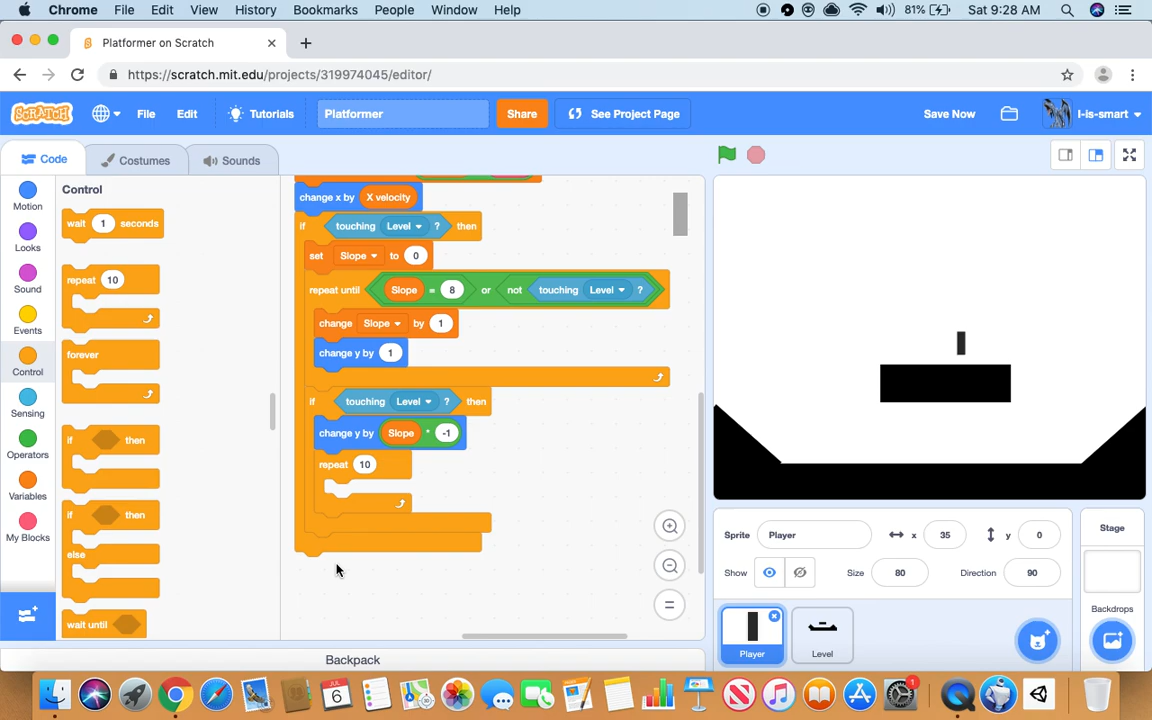 Chrome File Edit View History Bookmarks People Window Help 81% Sat 9:28 AM
Platformer on Scratch
https://scratch.mit.edu/projects/319974045/editor/
SCRATCH File Edit Tutorials Platformer Share See Project Page Save Now I-is-smart
Code Costumes Sounds
Motion
Looks
Sound
Events
Control
Sensing
Operators
Variables
My Blocks
Control
wait 1 seconds
repeat 10
forever
if then
if then
else
wait until
change x by X velocity
if touching Level ? then
set Slope to 0
repeat until Slope = 8 or not touching Level ?
change Slope by 1
change y by 1
if touching Level ? then
change y by Slope * -1
repeat 10
Backpack
Sprite Player x 35 y 0
Show Size 80 Direction 90
Player
Level
Stage
Backdrops
JUL
6
1